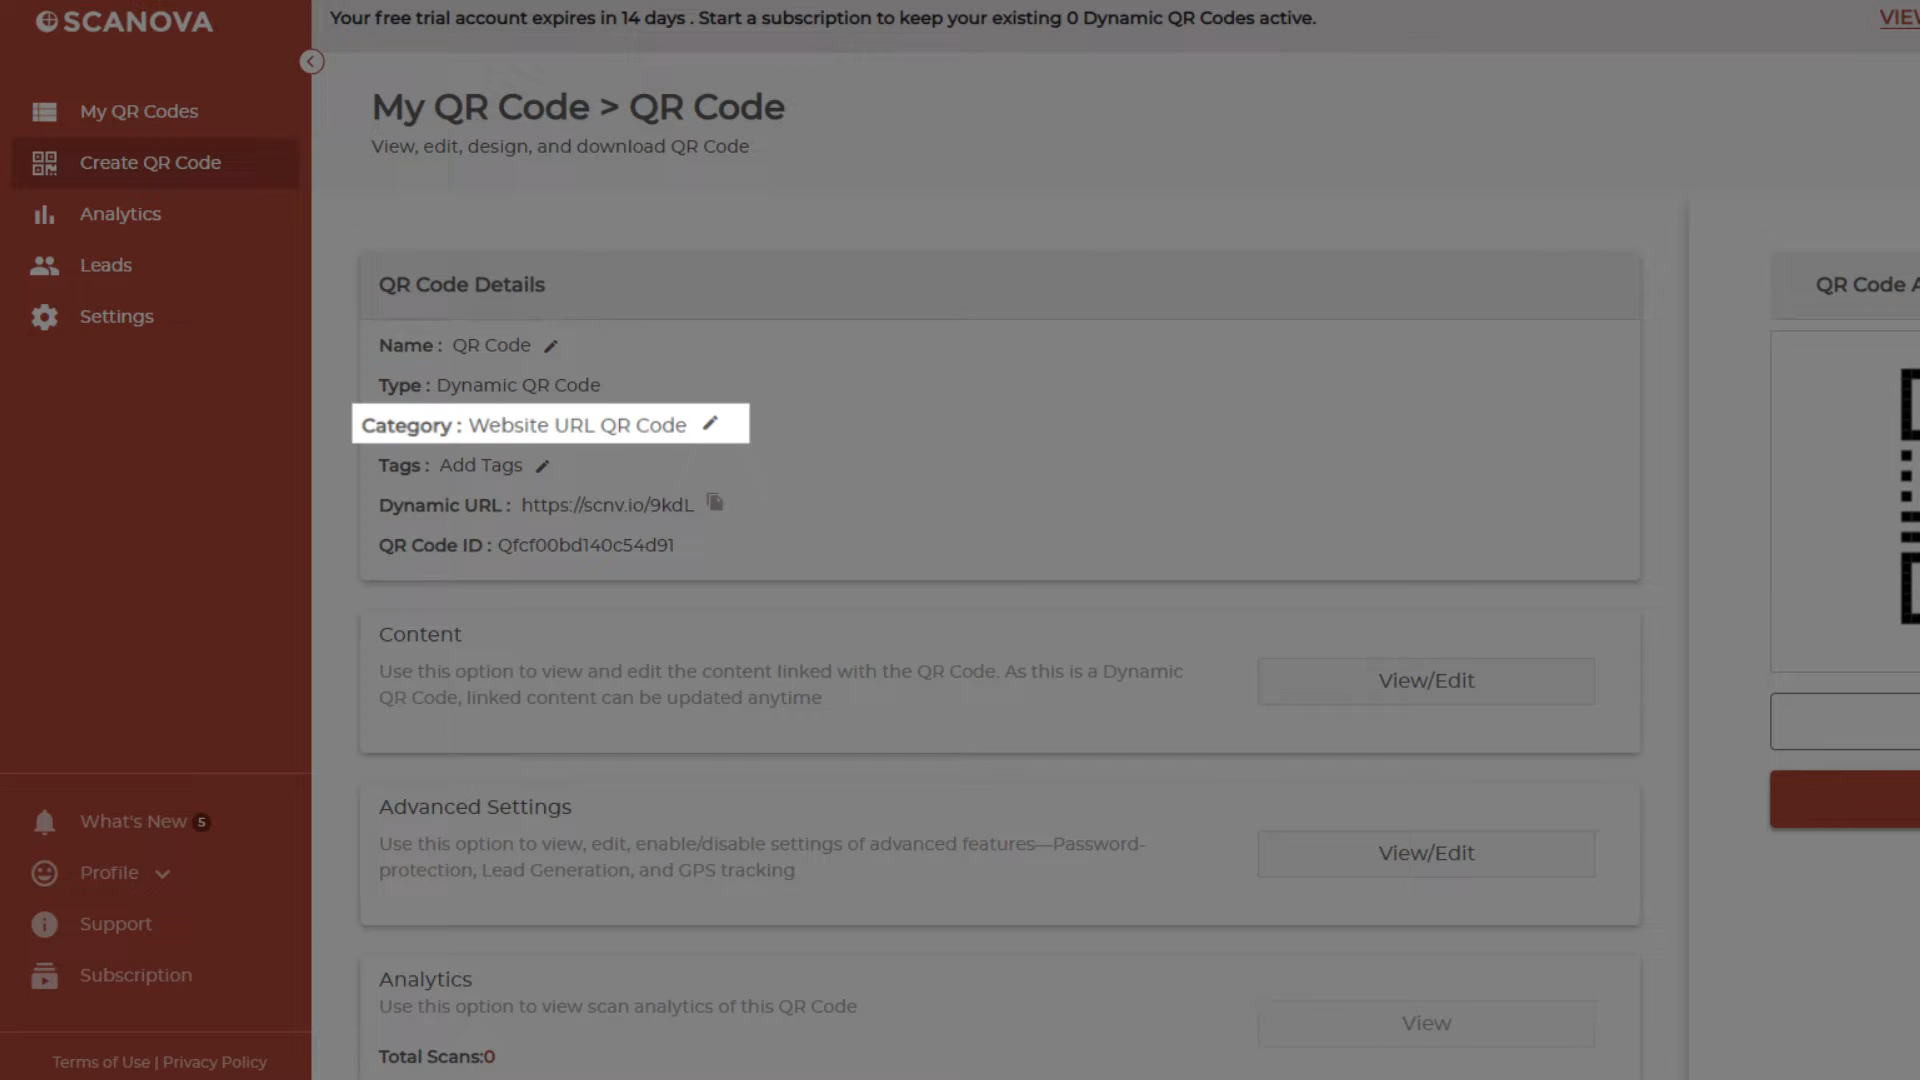 SCANOVA
Your free trial account expires in 14 days . Start a subscription to keep your existing 0 Dynamic QR Codes active.
My QR Codes
Create QR Code
Analytics
Leads
Settings
What's New 5
Profile
Support
Subscription
Terms of Use | Privacy Policy
My QR Code > QR Code
View, edit, design, and download QR Code
QR Code Details
Name : QR Code
Type : Dynamic QR Code
Category : Website URL QR Code
Tags : Add Tags
Dynamic URL : https://scnv.io/9kdL
QR Code ID : Qfcf00bd140c54d91
Content
Use this option to view and edit the content linked with the QR Code. As this is a Dynamic
QR Code, linked content can be updated anytime
View/Edit
Advanced Settings
Use this option to view, edit, enable/disable settings of advanced features—Password-
protection, Lead Generation, and GPS tracking
View/Edit
Analytics
Use this option to view scan analytics of this QR Code
View
Total Scans:0
QR Code